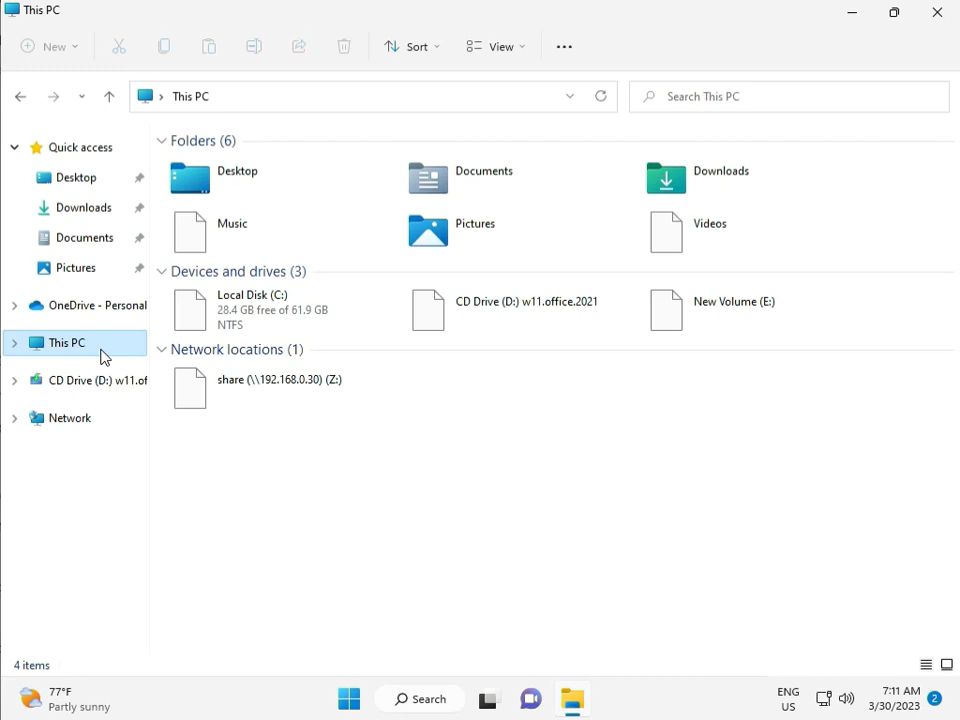 This PC
New
Sort
View
This PC
Search This PC
Quick access
Desktop
Downloads
Documents
Pictures
OneDrive - Personal
This PC
CD Drive (D:) w11.of
Network
Folders (6)
Desktop
Documents
Downloads
Music
Pictures
Videos
Devices and drives (3)
Local Disk (C:)
28.4 GB free of 61.9 GB
NTFS
CD Drive (D:) w11.office.2021
New Volume (E:)
Network locations (1)
share (\\192.168.0.30) (Z:)
4 items
77°F
Partly sunny
Search
ENG
US
7:11 AM
3/30/2023
2